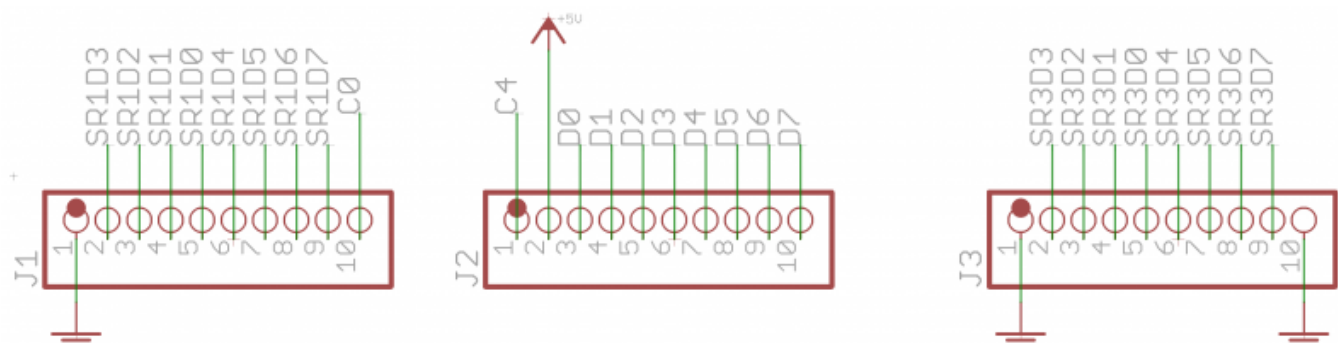 +5V
SR1D3 SR1D2 SR1D1 SR1D0 SR1D4 SR1D5 SR1D6 SR1D7 C0
C4 D0 D1 D2 D3 D4 D5 D6 D7
SR3D3 SR3D2 SR3D1 SR3D0 SR3D4 SR3D5 SR3D6 SR3D7
J1 1 2 3 4 5 6 7 8 9 10
J2 1 2 3 4 5 6 7 8 9 10
J3 1 2 3 4 5 6 7 8 9 10